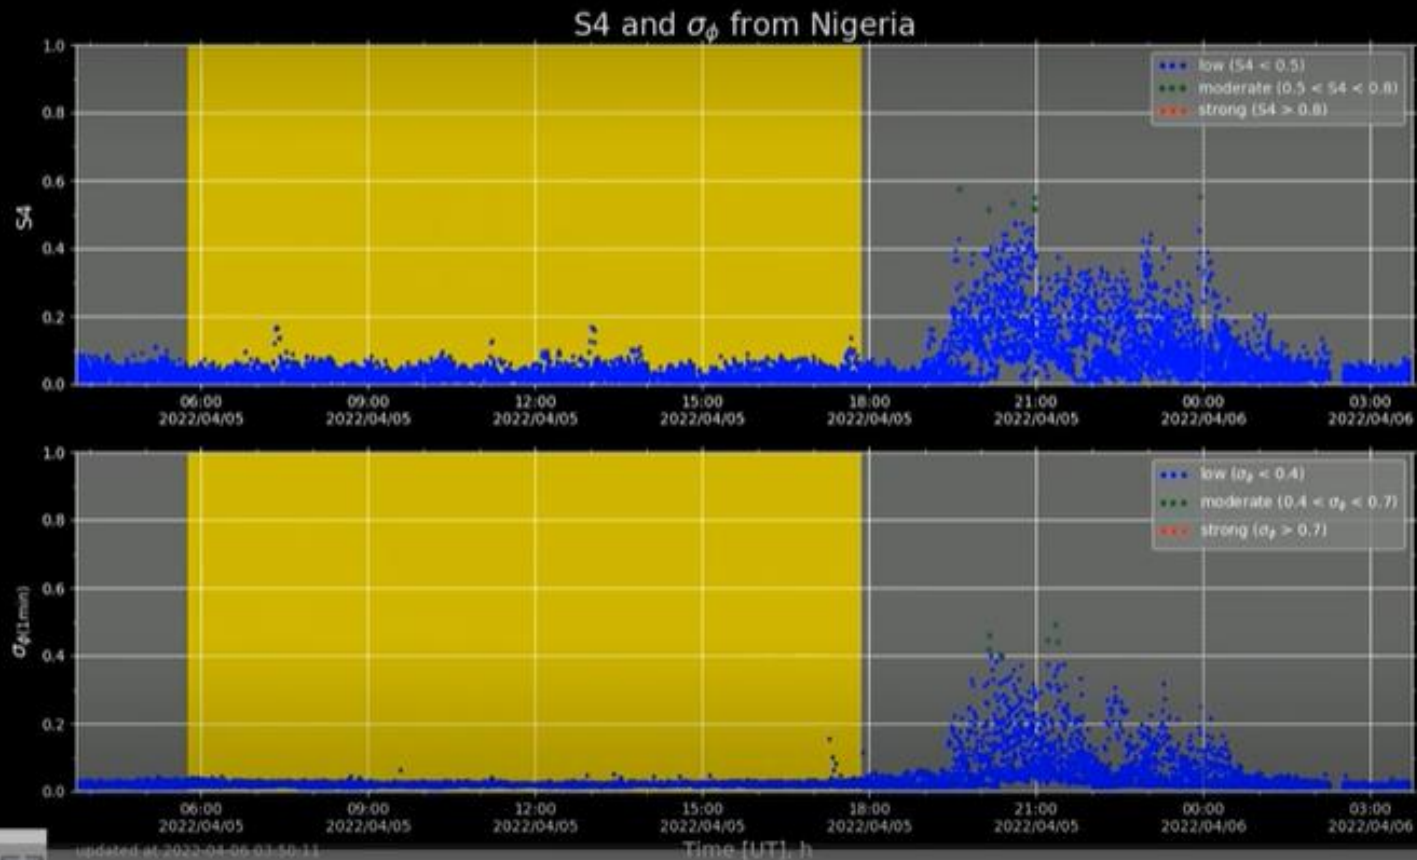 S4 and σϕ from Nigeria
1.0
0.8
0.6
0.4
0.2
0.0
S4
low (S4 < 0.5)
moderate (0.5 < S4 < 0.8)
strong (S4 > 0.8)
06:00 09:00 12:00 15:00 18:00 21:00 00:00 03:00
2022/04/05 2022/04/05 2022/04/05 2022/04/05 2022/04/05 2022/04/05 2022/04/06 2022/04/06
1.0
0.8
0.6
0.4
0.2
0.0
σϕ(1min)
low (σϕ < 0.4)
moderate (0.4 < σϕ < 0.7)
strong (σϕ > 0.7)
06:00 09:00 12:00 15:00 18:00 21:00 00:00 03:00
2022/04/05 2022/04/05 2022/04/05 2022/04/05 2022/04/05 2022/04/05 2022/04/06 2022/04/06
updated at 2022-04-06 03:50:11
Time [UT], h